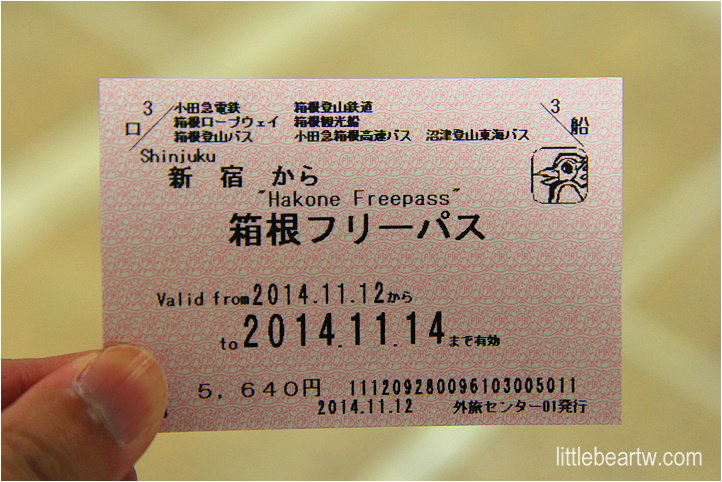 3 小田急電鉄 箱根登山鉄道 3
ロ 箱根ロープウェイ 箱根観光船 船
箱根登山バス 小田急箱根高速バス 沼津登山東海バス
Shinjuku
新宿から
"Hakone Freepass"
箱根フリーパス
Valid from 2014.11.12から
to 2014.11.14まで有効
5,640円 111209280096103005011
2014.11.12 外旅センター01発行
littlebeartw.com